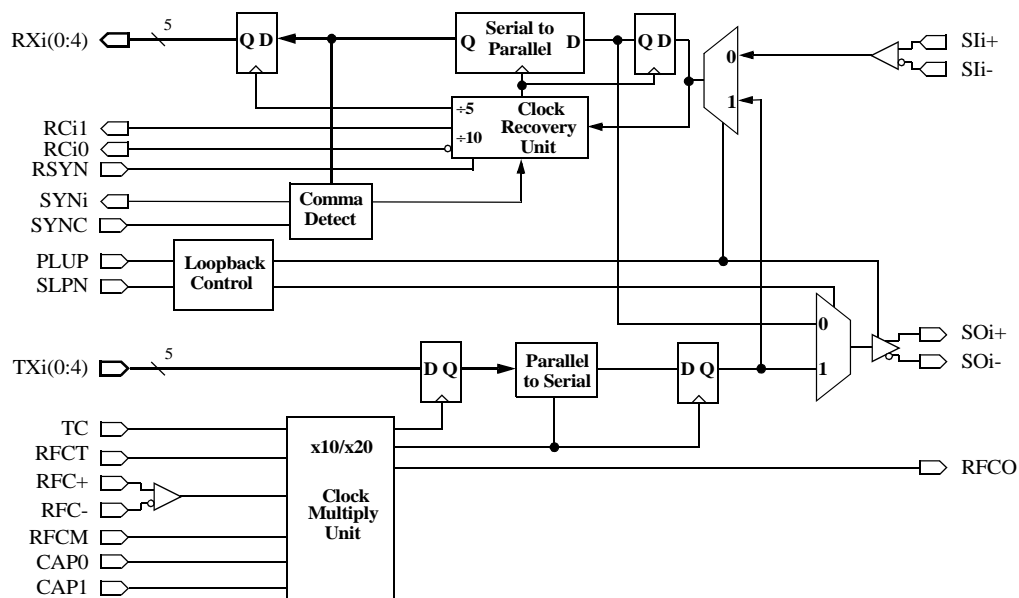 RXi(0:4)
5
Q D
Q
Serial to
Parallel
D
Q D
0
1
SIi+
SIi-
RCi1
RCi0
RSYN
÷5
÷10
Clock
Recovery
Unit
SYNi
SYNC
Comma
Detect
PLUP
SLPN
Loopback
Control
0
1
SOi+
SOi-
TXi(0:4)
5
D Q
Parallel
to Serial
D Q
TC
RFCT
RFC+
RFC-
RFCM
CAP0
CAP1
x10/x20
Clock
Multiply
Unit
RFCO